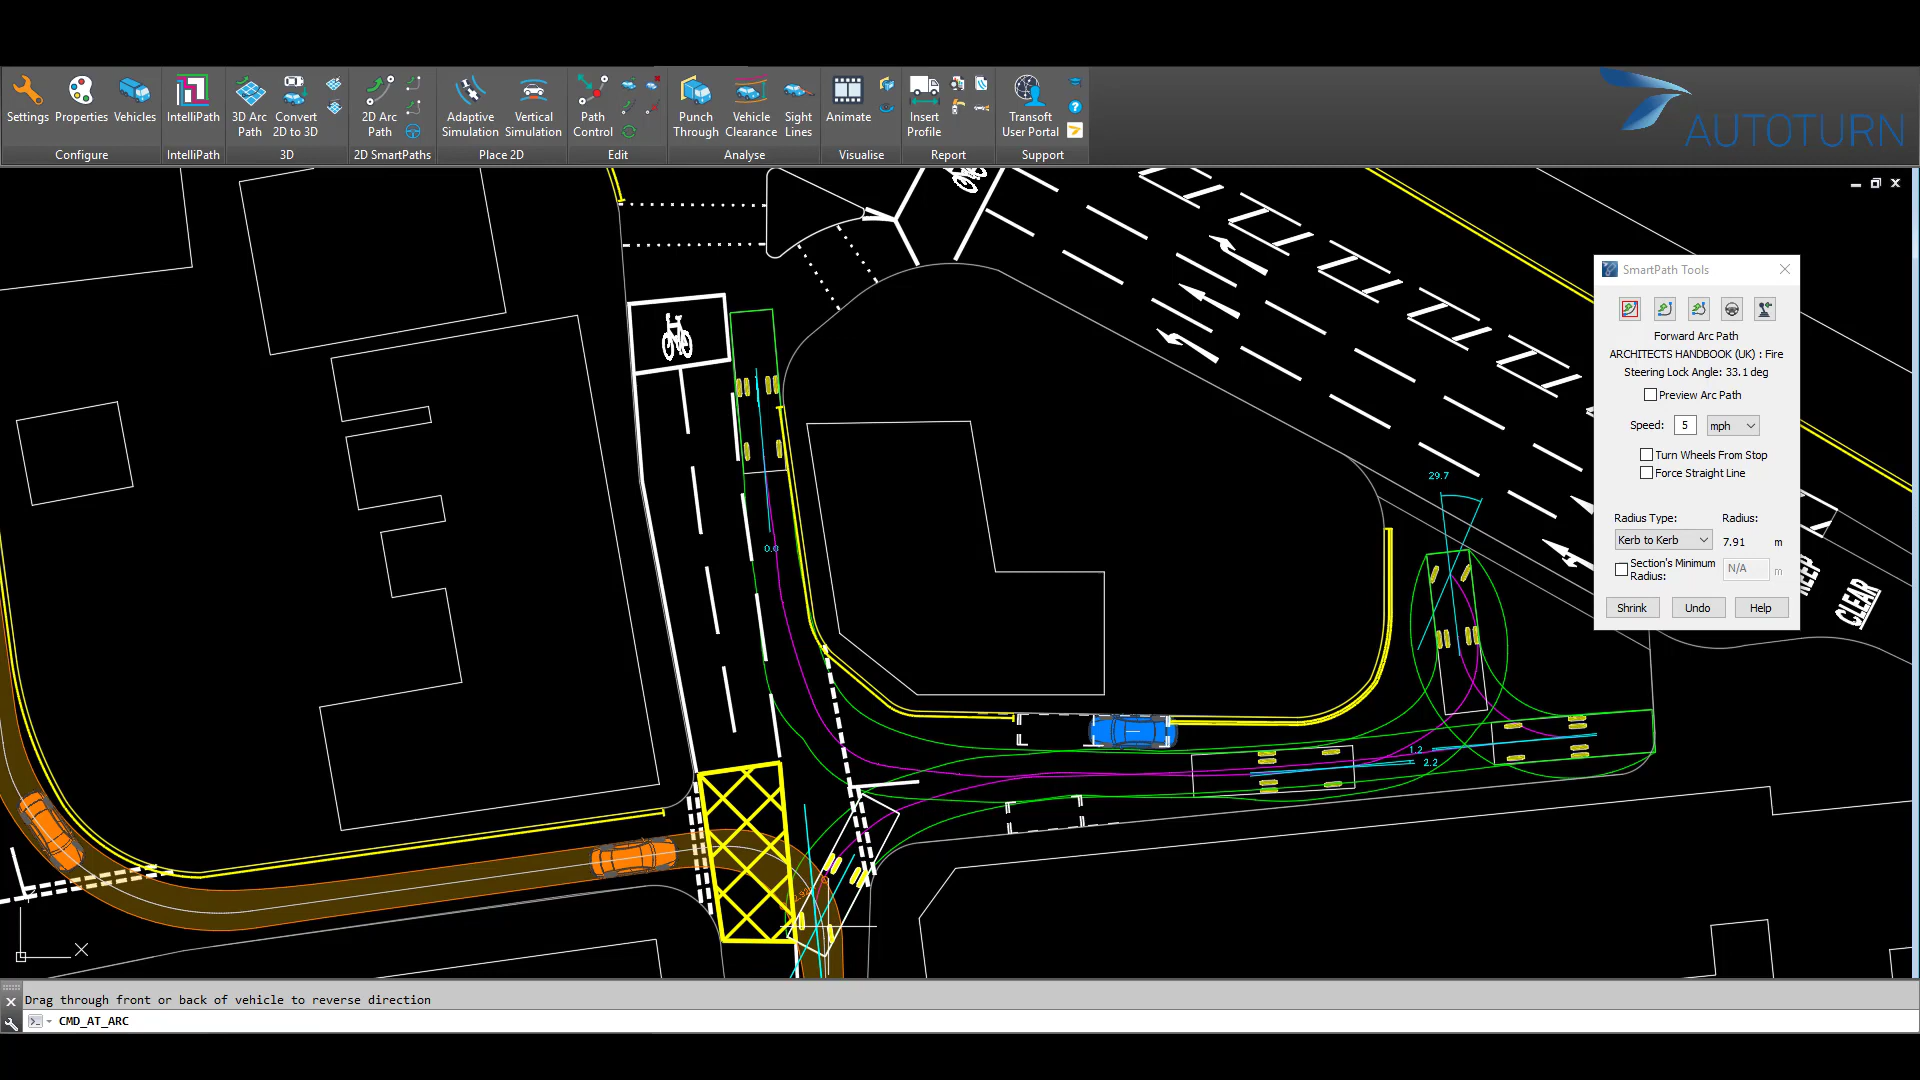 Settings
Properties
Vehicles
IntelliPath
3D Arc Path
Convert 2D to 3D
2D Arc Path
Adaptive Simulation
Vertical Simulation
Path Control
Punch Through
Vehicle Clearance
Sight Lines
Animate
Insert Profile
Transoft User Portal
Configure
IntelliPath
3D
2D SmartPaths
Place 2D
Edit
Analyse
Visualise
Report
Support
AUTOTURN
SmartPath Tools
Forward Arc Path
ARCHITECTS HANDBOOK (UK) : Fire
Steering Lock Angle: 33.1 deg
Preview Arc Path
Speed: 5 mph
Turn Wheels From Stop
Force Straight Line
Radius Type: Radius:
Kerb to Kerb 7.91 m
Section's Minimum Radius: N/A m
Shrink Undo Help
29.7
0.0
1.2
2.2
CLEAR
X
Drag through front or back of vehicle to reverse direction
CMD_AT_ARC